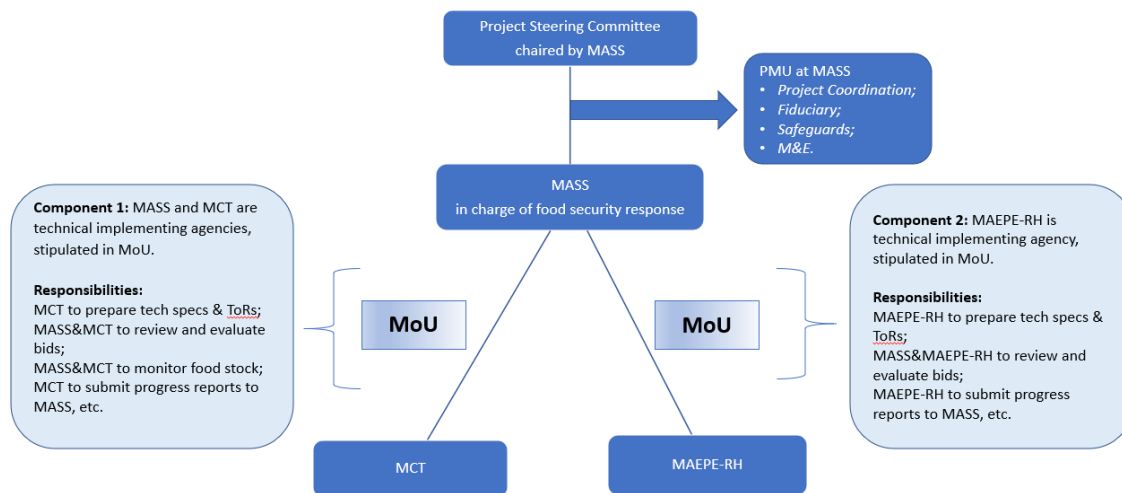 Project Steering Committee
chaired by MASS
PMU at MASS
• Project Coordination;
• Fiduciary;
• Safeguards;
• M&E.
MASS
in charge of food security response
Component 1: MASS and MCT are
technical implementing agencies,
stipulated in MoU.
Responsibilities:
MCT to prepare tech specs & ToRs;
MASS&MCT to review and evaluate
bids;
MASS&MCT to monitor food stock;
MCT to submit progress reports to
MASS, etc.
MoU
MoU
Component 2: MAEPE-RH is
technical implementing agency,
stipulated in MoU.
Responsibilities:
MAEPE-RH to prepare tech specs &
ToRs;
MASS&MAEPE-RH to review and
evaluate bids;
MAEPE-RH to submit progress
reports to MASS, etc.
MCT
MAEPE-RH